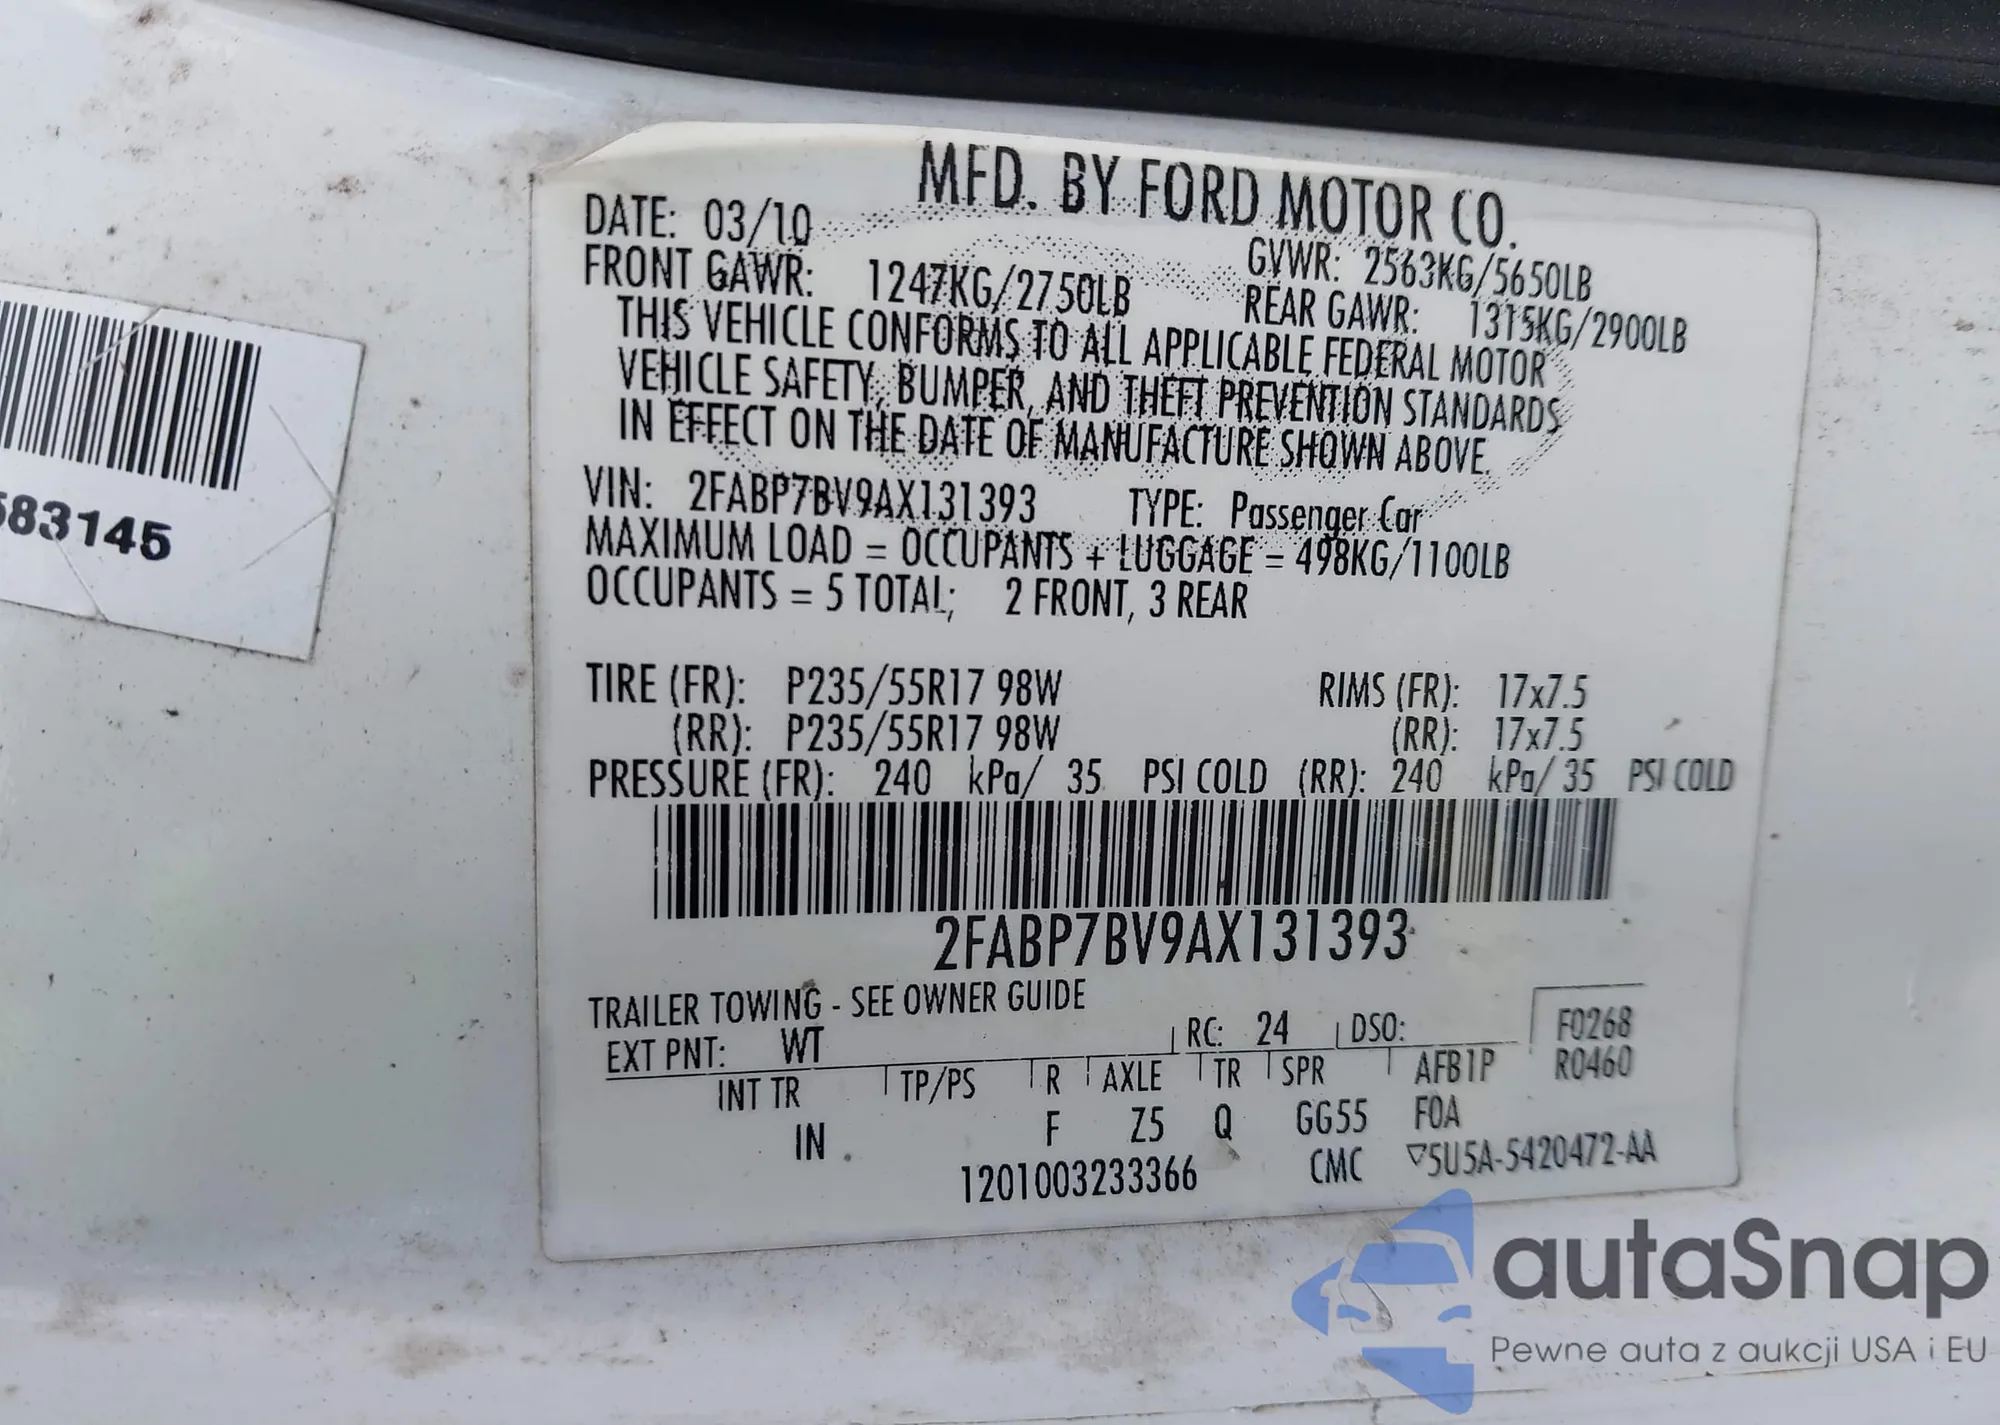 MFD. BY FORD MOTOR CO.
DATE: 03/10
GVWR: 2563KG/5650LB
FRONT GAWR: 1247KG/2750LB
REAR GAWR: 1315KG/2900LB
THIS VEHICLE CONFORMS TO ALL APPLICABLE FEDERAL MOTOR
VEHICLE SAFETY, BUMPER, AND THEFT PREVENTION STANDARDS
IN EFFECT ON THE DATE OF MANUFACTURE SHOWN ABOVE.
VIN: 2FABP7BV9AX131393 TYPE: Passenger Car
MAXIMUM LOAD = OCCUPANTS + LUGGAGE = 498KG/1100LB
OCCUPANTS = 5 TOTAL; 2 FRONT, 3 REAR
TIRE (FR): P235/55R17 98W RIMS (FR): 17x7.5
(RR): P235/55R17 98W (RR): 17x7.5
PRESSURE (FR): 240 kPa/ 35 PSI COLD (RR): 240 kPa/ 35 PSI COLD
2FABP7BV9AX131393
TRAILER TOWING - SEE OWNER GUIDE
EXT PNT: WT RC: 24 DSO: F0268
INT TR TP/PS R AXLE TR SPR AFB1P R0460
IN F Z5 Q GG55 F0A
1201003233366 CMC ▽5U5A-5420472-AA
583145
autaSnap
Pewne auta z aukcji USA i EU